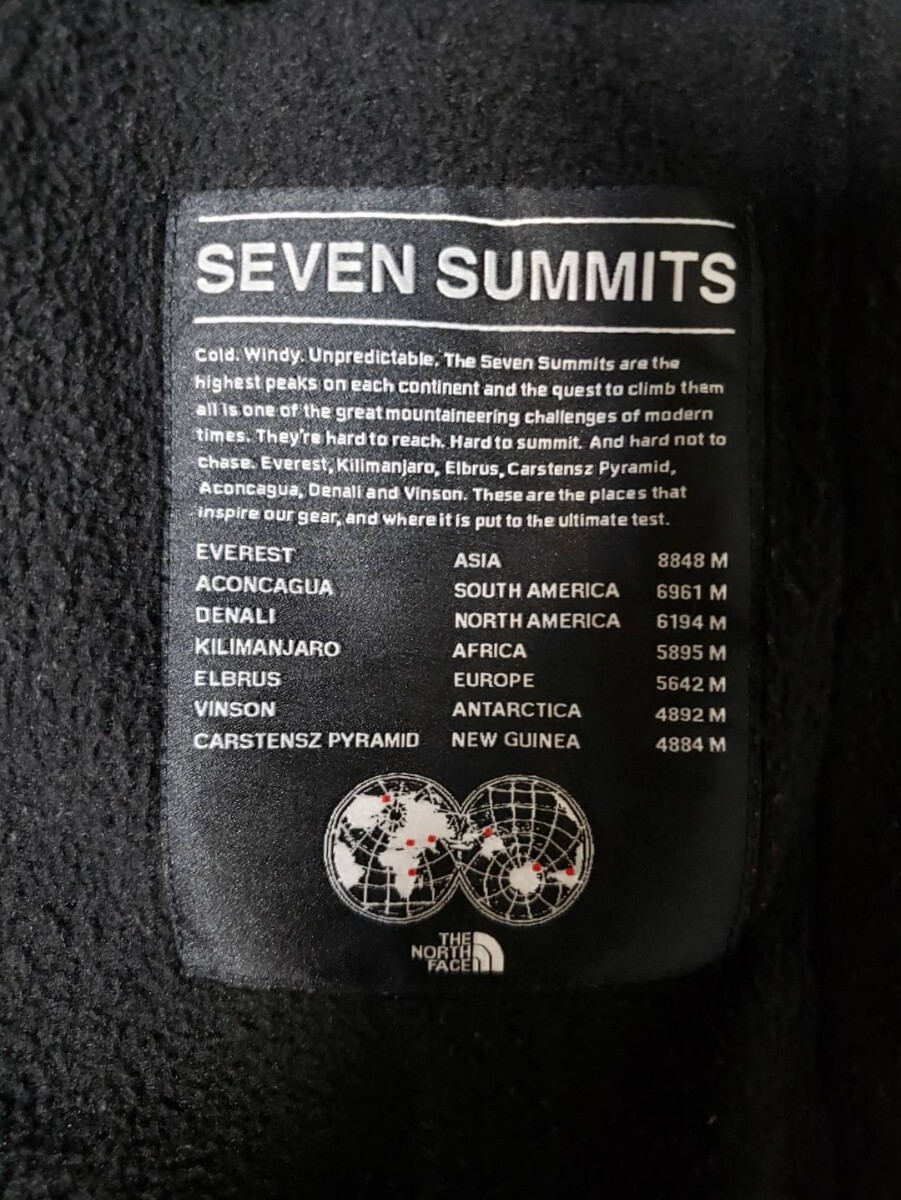 SEVEN SUMMITS
Cold. Windy. Unpredictable. The Seven Summits are the
highest peaks on each continent and the quest to climb them
all is one of the great mountaineering challenges of modern
times. They're hard to reach. Hard to summit. And hard not to
chase. Everest, Kilimanjaro, Elbrus, Carstensz Pyramid,
Aconcagua, Denali and Vinson. These are the places that
inspire our gear, and where it is put to the ultimate test.
EVEREST ASIA 8848 M
ACONCAGUA SOUTH AMERICA 6961 M
DENALI NORTH AMERICA 6194 M
KILIMANJARO AFRICA 5895 M
ELBRUS EUROPE 5642 M
VINSON ANTARCTICA 4892 M
CARSTENSZ PYRAMID NEW GUINEA 4884 M
THE
NORTH
FACE